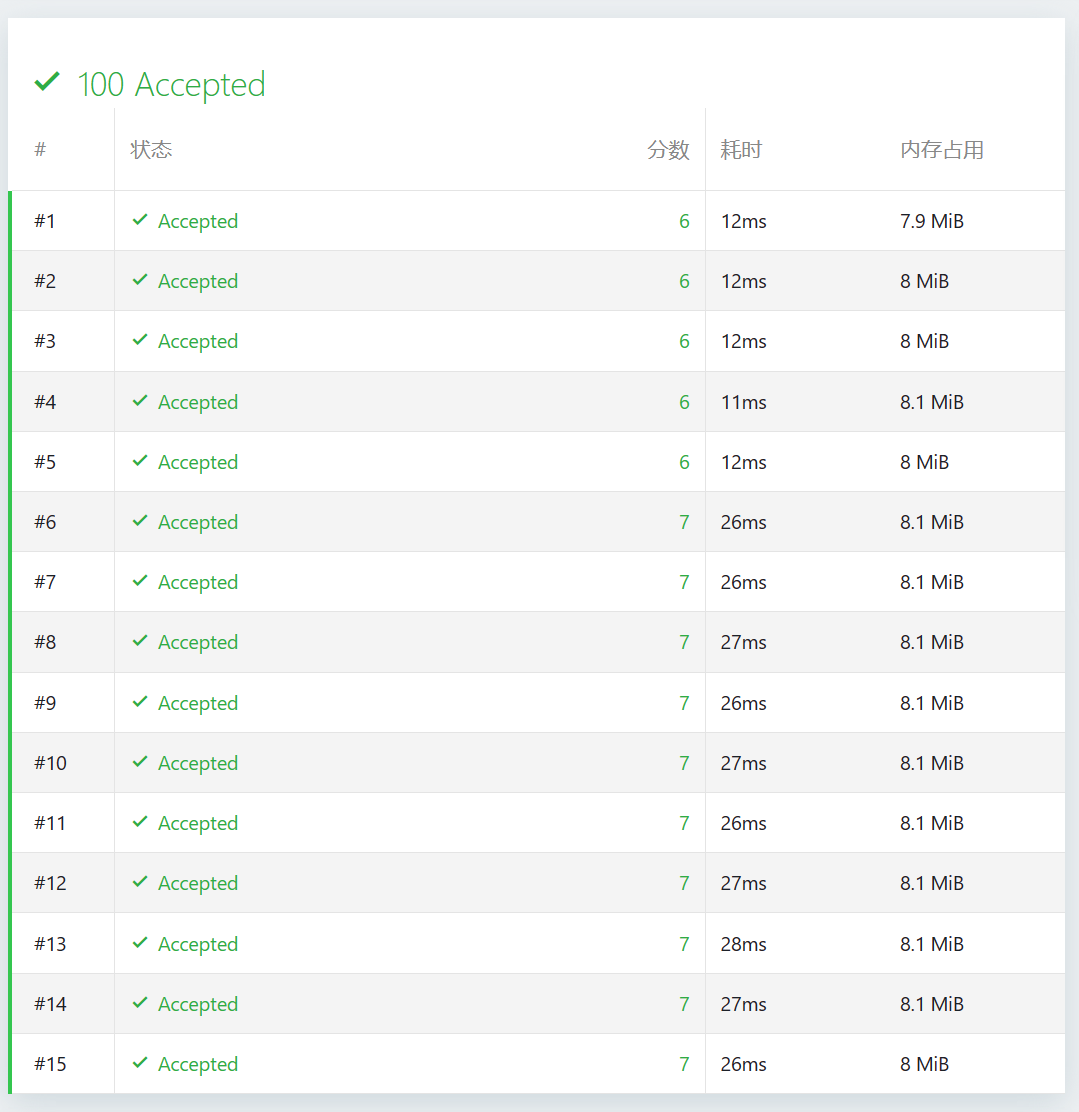 100 Accepted
# 状态 分数 耗时 内存占用
#1 Accepted 6 12ms 7.9 MiB
#2 Accepted 6 12ms 8 MiB
#3 Accepted 6 12ms 8 MiB
#4 Accepted 6 11ms 8.1 MiB
#5 Accepted 6 12ms 8 MiB
#6 Accepted 7 26ms 8.1 MiB
#7 Accepted 7 26ms 8.1 MiB
#8 Accepted 7 27ms 8.1 MiB
#9 Accepted 7 26ms 8.1 MiB
#10 Accepted 7 27ms 8.1 MiB
#11 Accepted 7 26ms 8.1 MiB
#12 Accepted 7 27ms 8.1 MiB
#13 Accepted 7 28ms 8.1 MiB
#14 Accepted 7 27ms 8.1 MiB
#15 Accepted 7 26ms 8 MiB